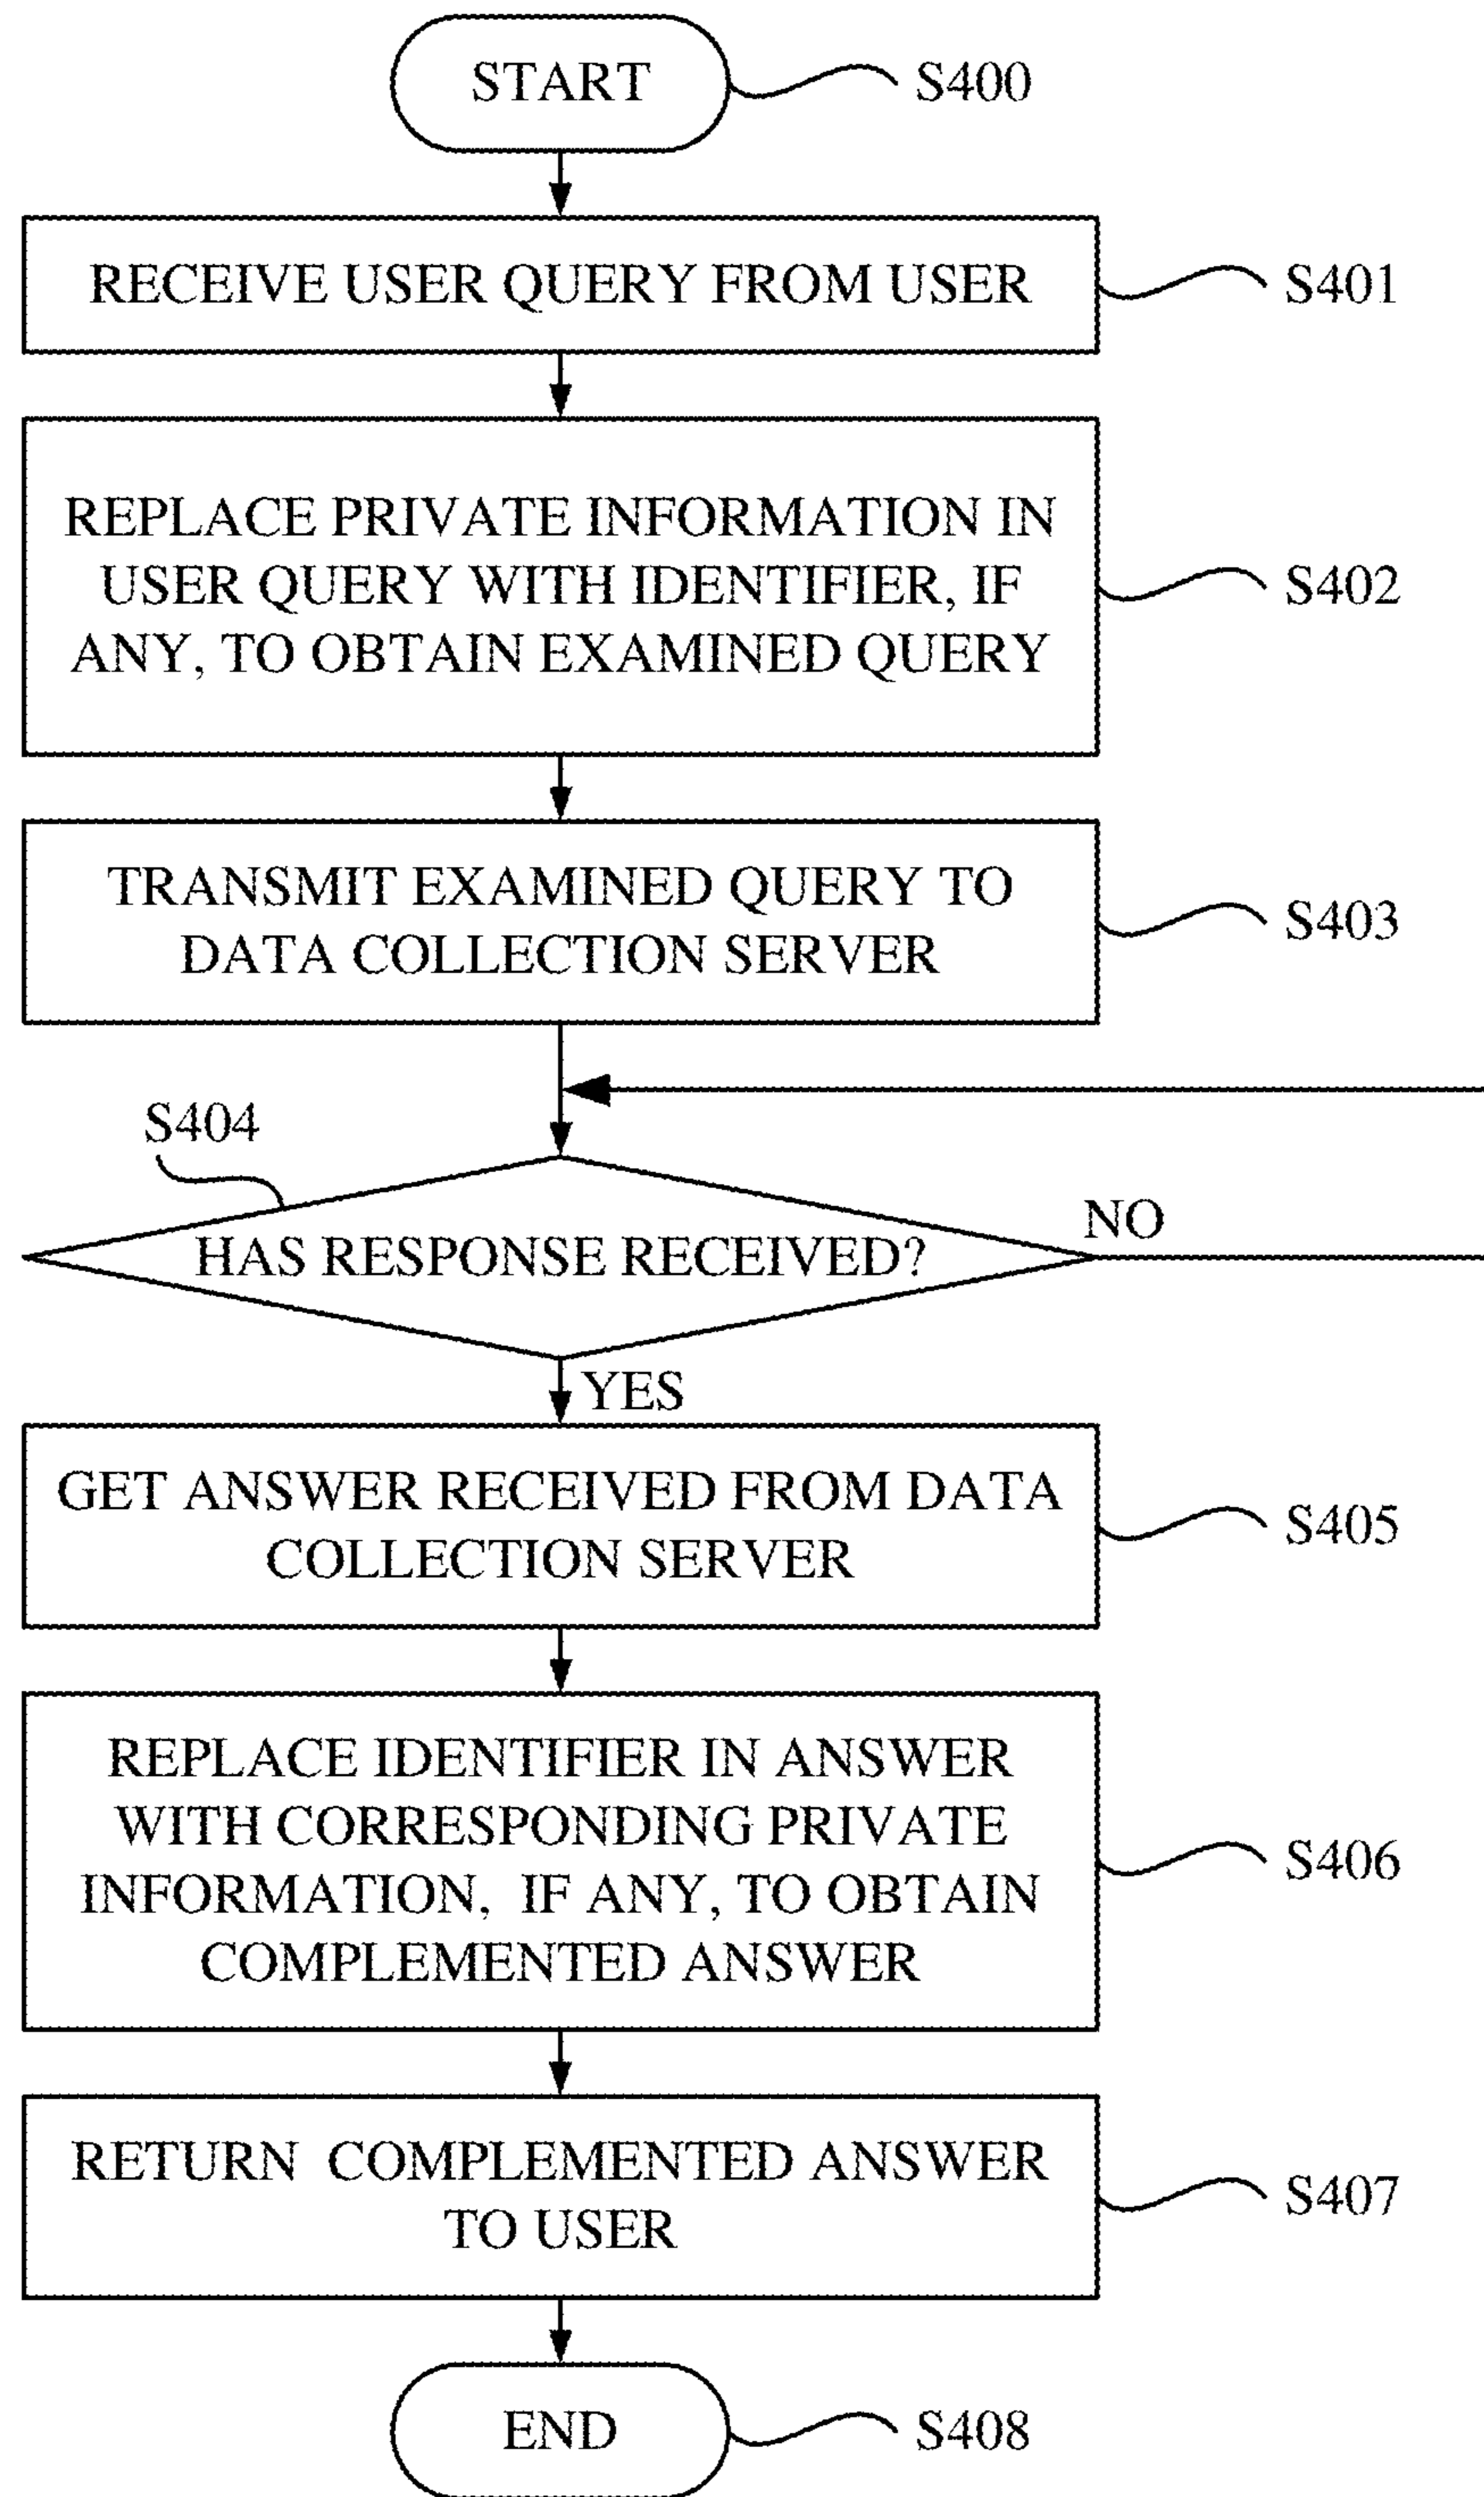 START
S400
RECEIVE USER QUERY FROM USER
S401
REPLACE PRIVATE INFORMATION IN
USER QUERY WITH IDENTIFIER, IF
ANY, TO OBTAIN EXAMINED QUERY
S402
TRANSMIT EXAMINED QUERY TO
DATA COLLECTION SERVER
S403
S404
HAS RESPONSE RECEIVED?
NO
YES
GET ANSWER RECEIVED FROM DATA
COLLECTION SERVER
S405
REPLACE IDENTIFIER IN ANSWER
WITH CORRESPONDING PRIVATE
INFORMATION, IF ANY, TO OBTAIN
COMPLEMENTED ANSWER
S406
RETURN COMPLEMENTED ANSWER
TO USER
S407
END
S408